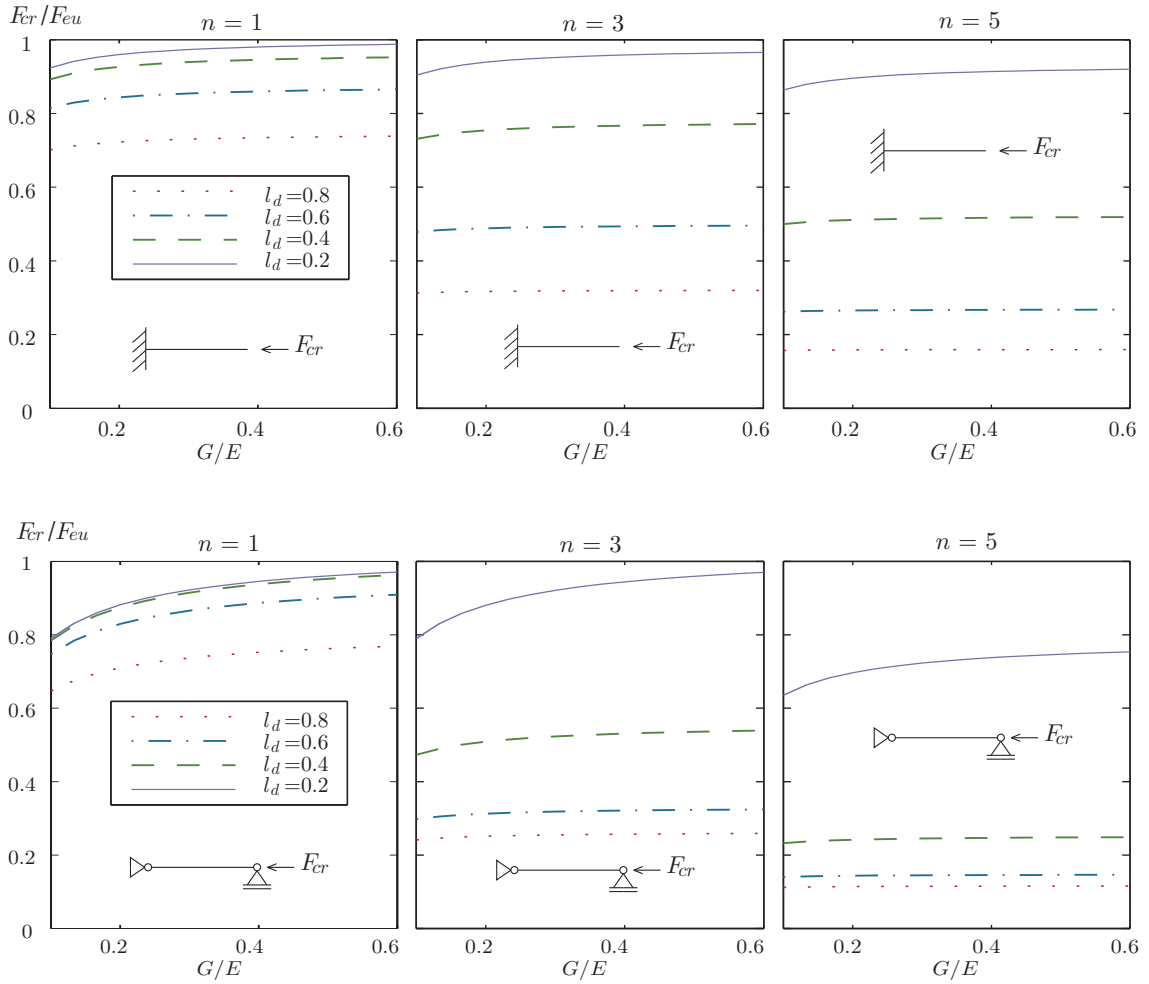 F_cr/F_eu
n = 1
n = 3
n = 5
1
0.8
0.6
0.4
0.2
0
l_d=0.8
l_d=0.6
l_d=0.4
l_d=0.2
F_cr
F_cr
F_cr
0.2 0.4 0.6
0.2 0.4 0.6
0.2 0.4 0.6
G/E
G/E
G/E
F_cr/F_eu
n = 1
n = 3
n = 5
1
0.8
0.6
0.4
0.2
0
l_d=0.8
l_d=0.6
l_d=0.4
l_d=0.2
F_cr
F_cr
F_cr
0.2 0.4 0.6
0.2 0.4 0.6
0.2 0.4 0.6
G/E
G/E
G/E